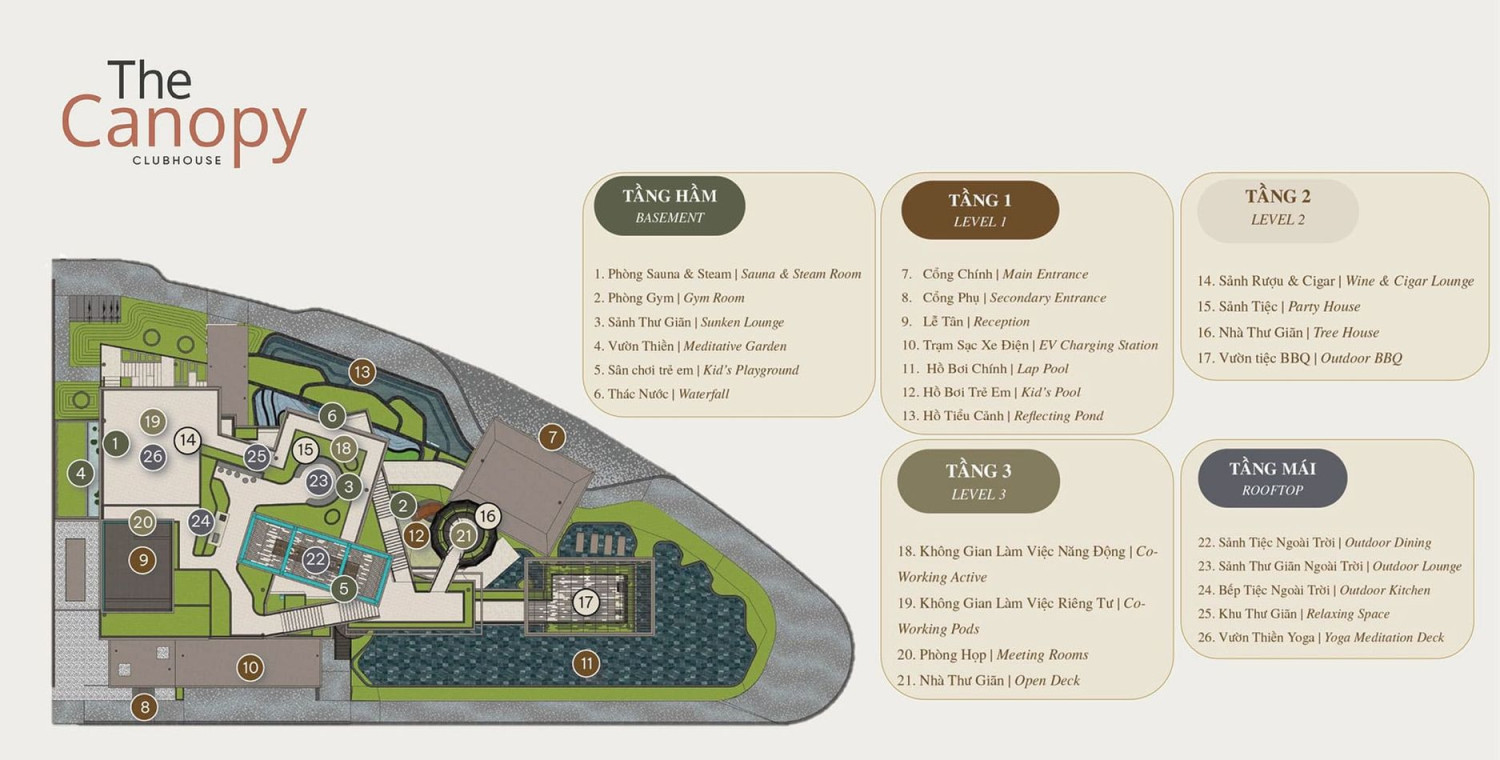 The
Canopy
CLUBHOUSE
TẦNG HẦM
BASEMENT
1. Phòng Sauna & Steam | Sauna & Steam Room
2. Phòng Gym | Gym Room
3. Sảnh Thư Giãn | Sunken Lounge
4. Vườn Thiền | Meditative Garden
5. Sân chơi trẻ em | Kid's Playground
6. Thác Nước | Waterfall
TẦNG 1
LEVEL 1
7. Cổng Chính | Main Entrance
8. Cổng Phụ | Secondary Entrance
9. Lễ Tân | Reception
10. Trạm Sạc Xe Điện | EV Charging Station
11. Hồ Bơi Chính | Lap Pool
12. Hồ Bơi Trẻ Em | Kid's Pool
13. Hồ Tiểu Cảnh | Reflecting Pond
TẦNG 2
LEVEL 2
14. Sảnh Rượu & Cigar | Wine & Cigar Lounge
15. Sảnh Tiệc | Party House
16. Nhà Thư Giãn | Tree House
17. Vườn tiệc BBQ | Outdoor BBQ
TẦNG 3
LEVEL 3
18. Không Gian Làm Việc Năng Động | Co-
Working Active
19. Không Gian Làm Việc Riêng Tư | Co-
Working Pods
20. Phòng Họp | Meeting Rooms
21. Nhà Thư Giãn | Open Deck
TẦNG MÁI
ROOFTOP
22. Sảnh Tiệc Ngoài Trời | Outdoor Dining
23. Sảnh Thư Giãn Ngoài Trời | Outdoor Lounge
24. Bếp Tiệc Ngoài Trời | Outdoor Kitchen
25. Khu Thư Giãn | Relaxing Space
26. Vườn Thiền Yoga | Yoga Meditation Deck
13
6
19
14
1
26
25
15
18
7
4
23
3
2
16
20
24
12
21
9
22
5
17
10
11
8